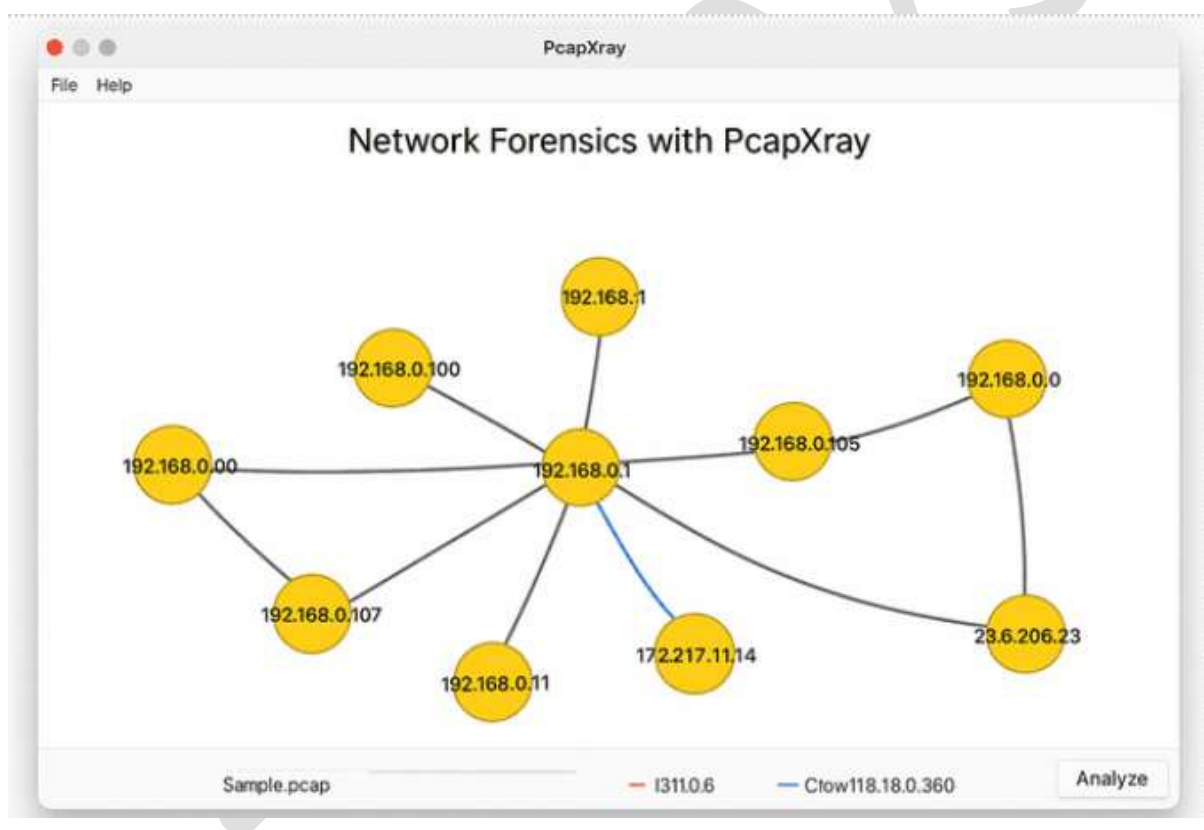 PcapXray
File Help
Network Forensics with PcapXray
192.168.:1
192.168.0.100
192.168.0.0
192.168.0.105
192.168.0.00
192.168.0.1
192.168.0.107
23.6.206.23
172.217.11.14
192.168.0.11
Sample.pcap
I311.0.6
Ctow118.18.0.360
Analyze